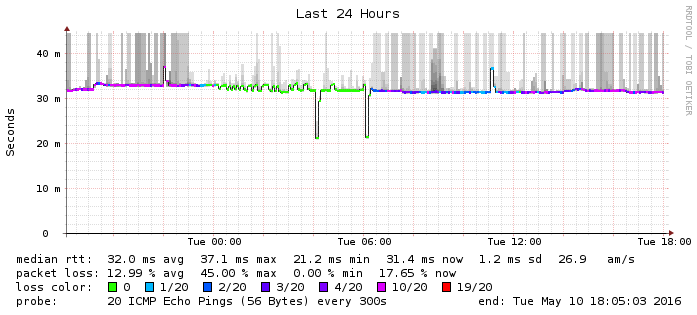 Last 24 Hours
RRDTOOL / TOBI OETIKER
Seconds
40 m
30 m
20 m
10 m
0
Tue 00:00 Tue 06:00 Tue 12:00 Tue 18:00
median rtt: 32.0 ms avg 37.1 ms max 21.2 ms min 31.4 ms now 1.2 ms sd 26.9 am/s
packet loss: 12.99 % avg 45.00 % max 0.00 % min 17.65 % now
loss color: 0 1/20 2/20 3/20 4/20 10/20 19/20
probe: 20 ICMP Echo Pings (56 Bytes) every 300s end: Tue May 10 18:05:03 2016